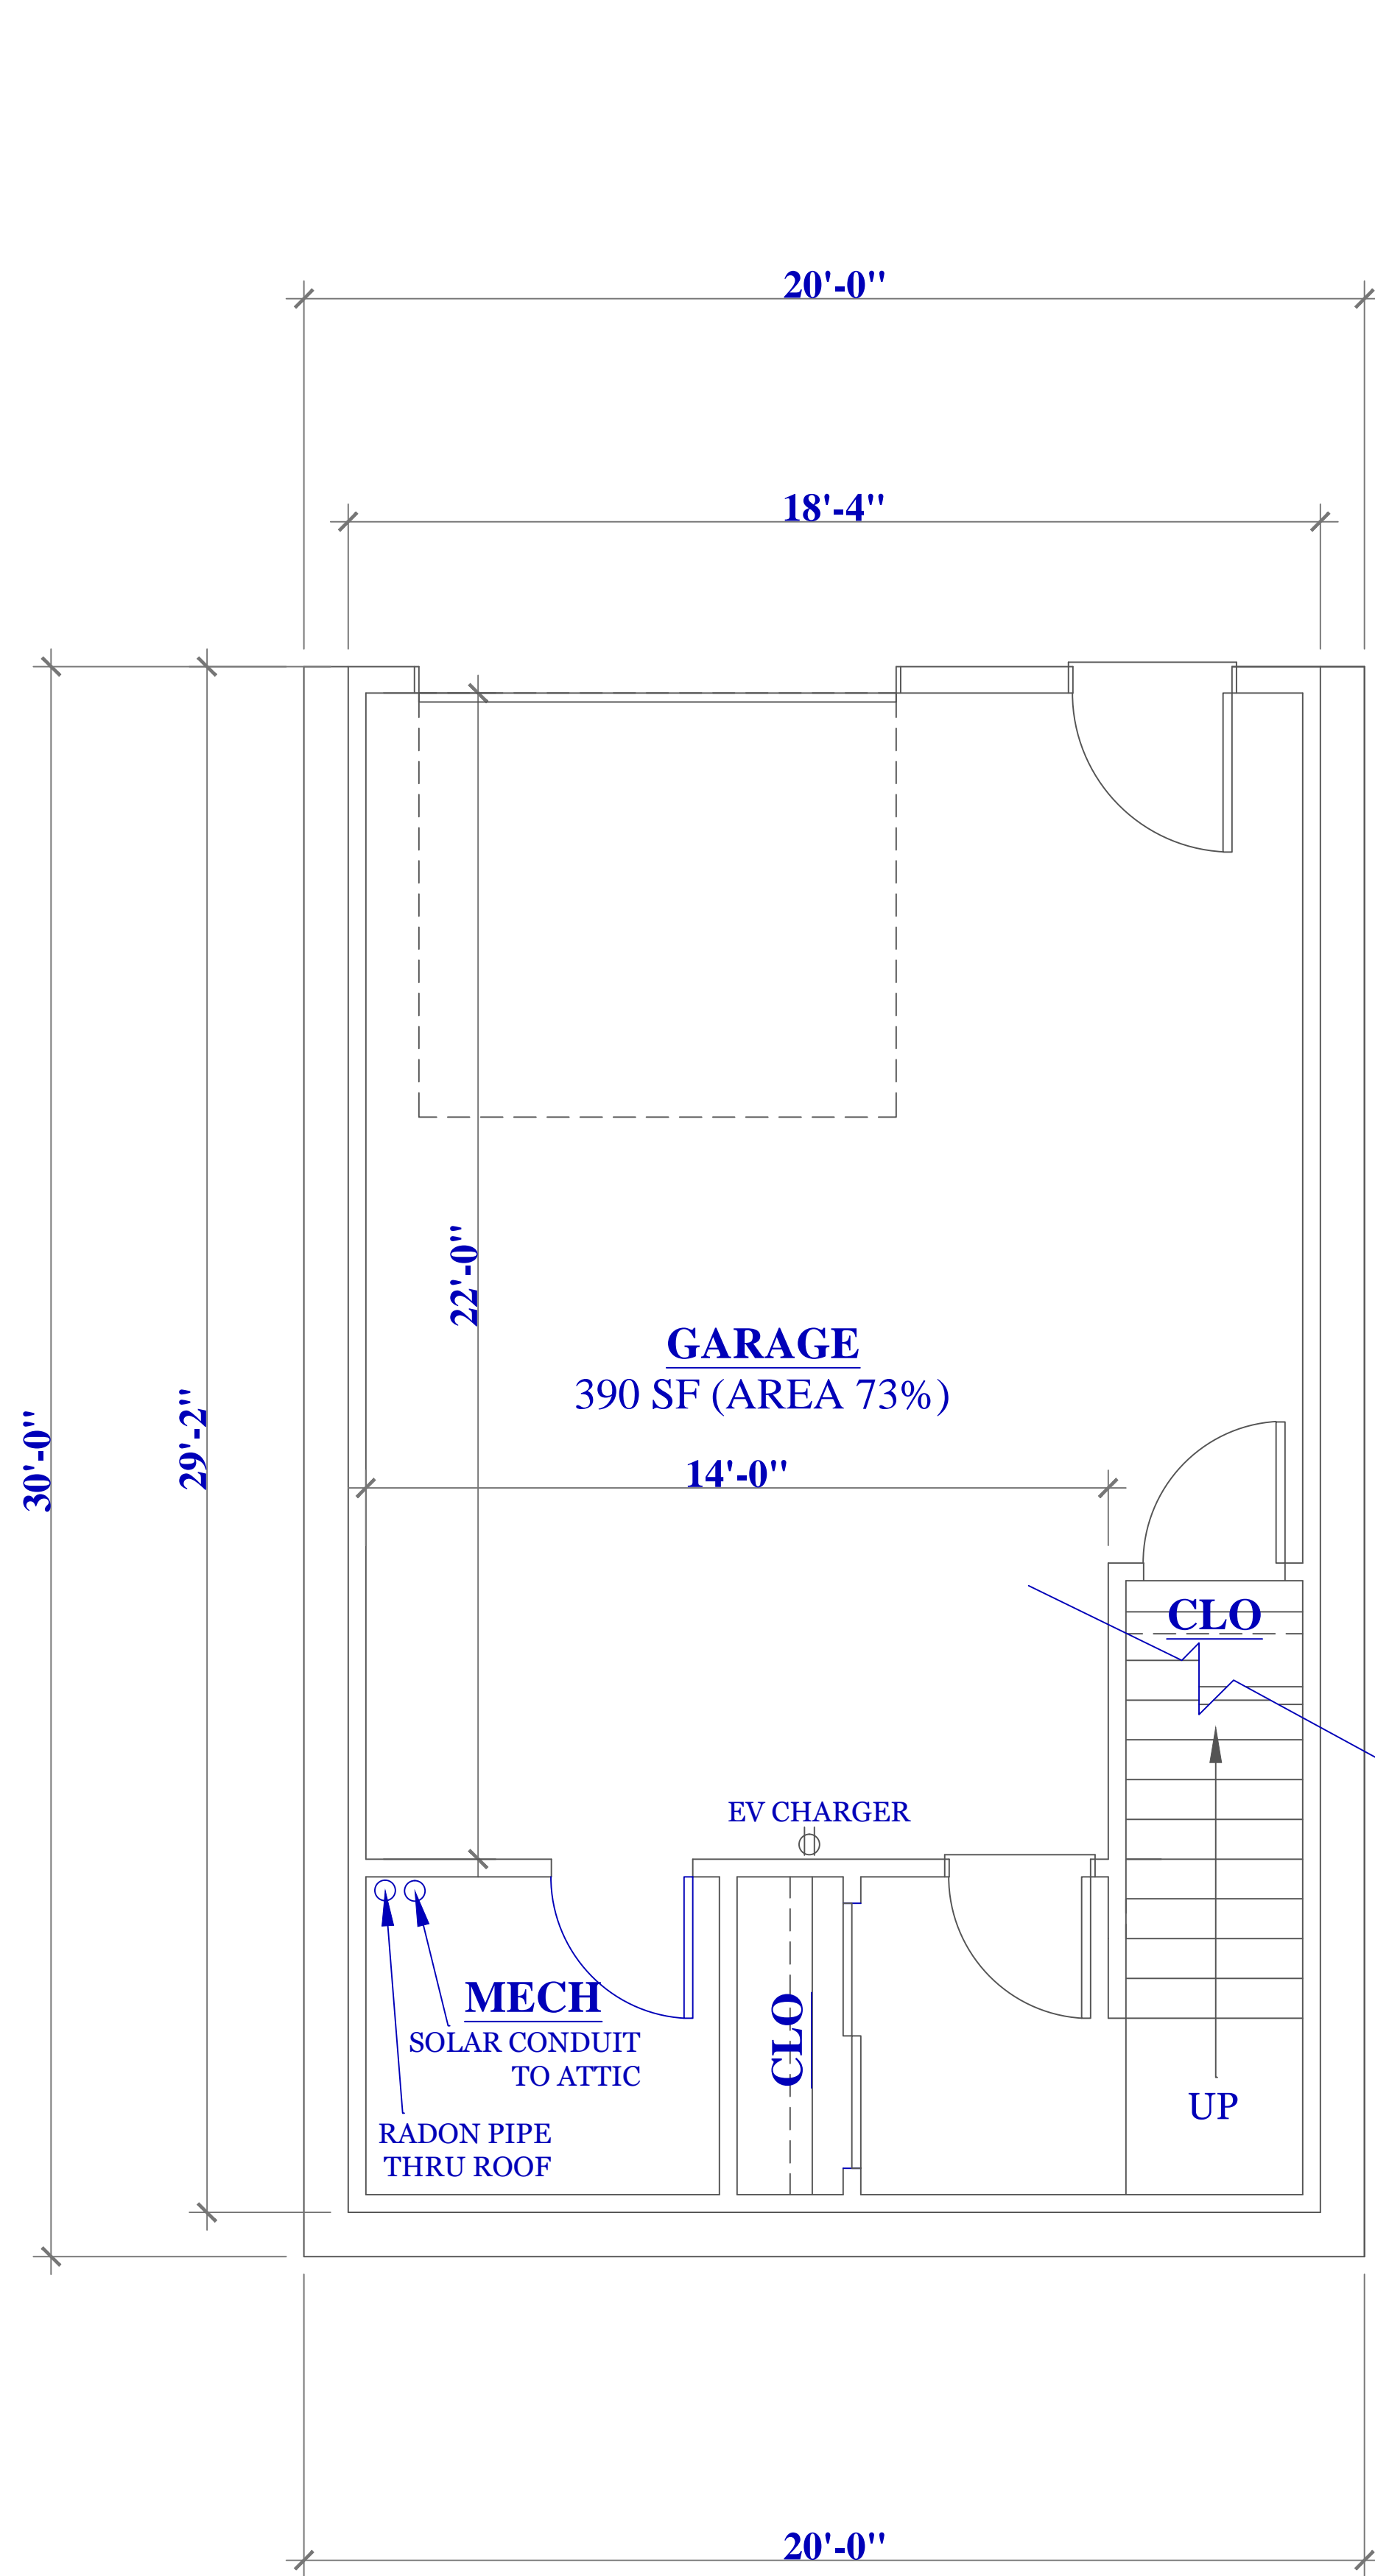 20'-0"
18'-4"
22'-0"
GARAGE
390 SF (AREA 73%)
30'-0"
29'-2"
14'-0"
CLO
EV CHARGER
MECH
SOLAR CONDUIT
TO ATTIC
CLO
UP
RADON PIPE
THRU ROOF
20'-0"